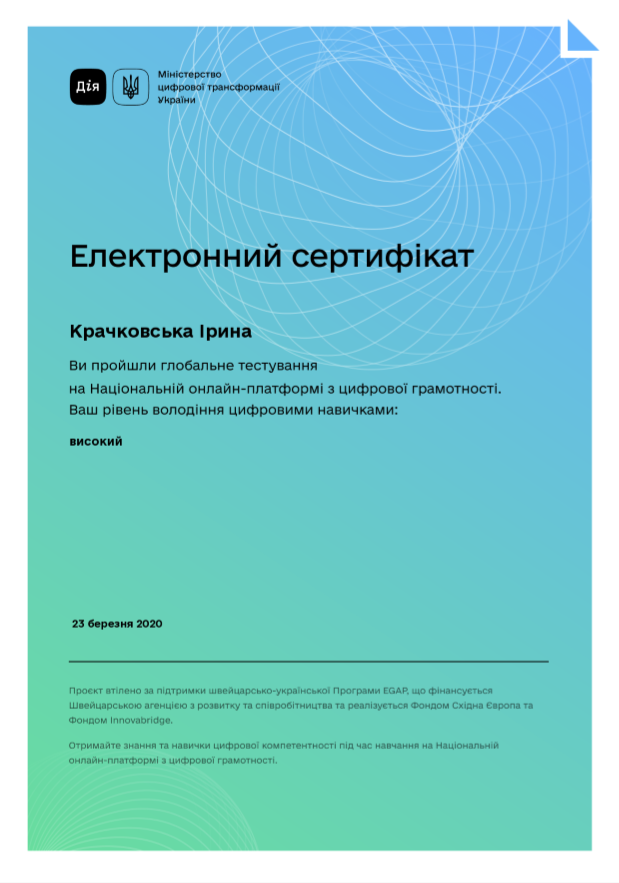 Дія
Міністерство
цифрової трансформації
України
Електронний сертифікат
Крачковська Ірина
Ви пройшли глобальне тестування
на Національній онлайн-платформі з цифрової грамотності.
Ваш рівень володіння цифровими навичками:
високий
23 березня 2020
Проєкт втілено за підтримки швейцарсько-української Програми EGAP, що фінансується
Швейцарською агенцією з розвитку та співробітництва та реалізується Фондом Східна Європа та
Фондом Innovabridge.
Отримайте знання та навички цифрової компетентності під час навчання на Національній
онлайн-платформі з цифрової грамотності.